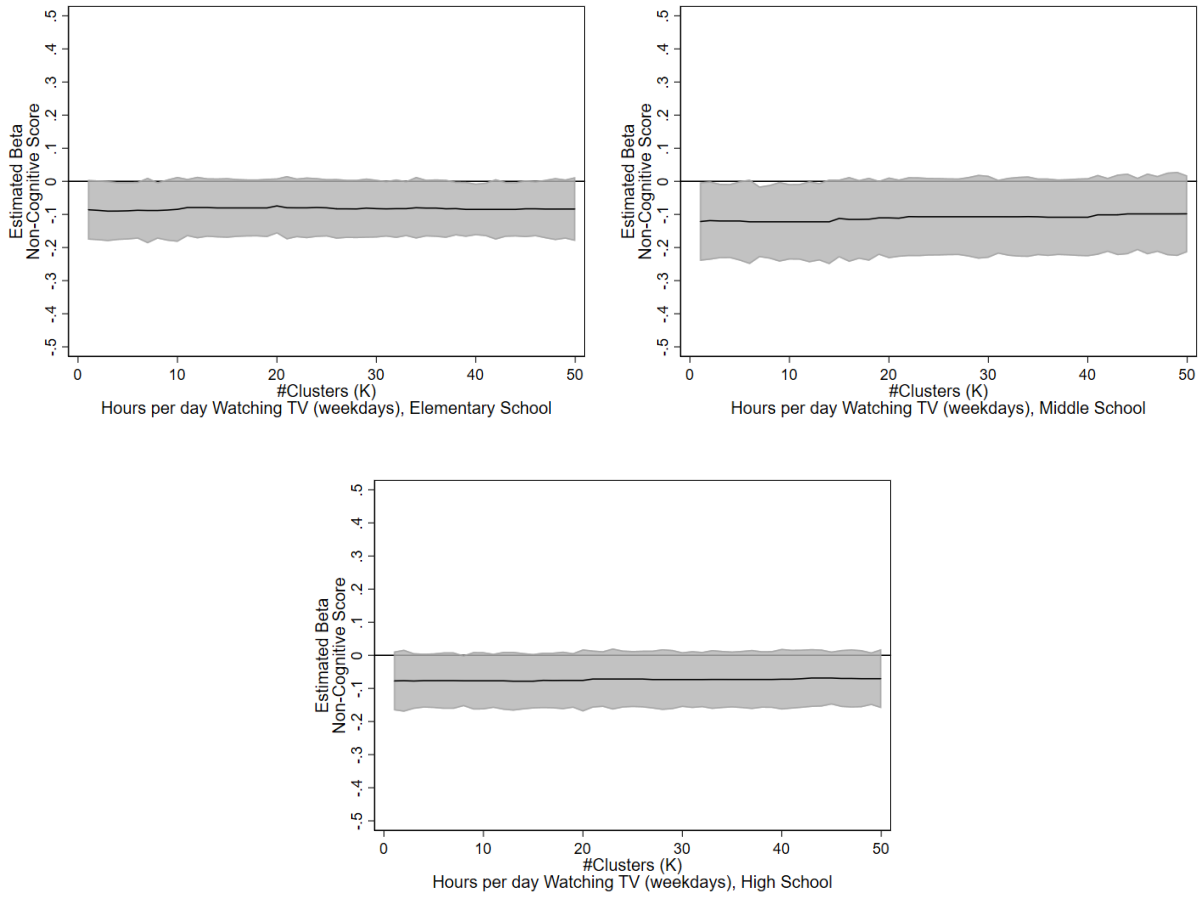 Estimated Beta
Non-Cognitive Score
.5
.4
.3
.2
.1
0
-.1
-.2
-.3
-.4
-.5
0 10 20 30 40 50
#Clusters (K)
Hours per day Watching TV (weekdays), Elementary School
Estimated Beta
Non-Cognitive Score
.5
.4
.3
.2
.1
0
-.1
-.2
-.3
-.4
-.5
0 10 20 30 40 50
#Clusters (K)
Hours per day Watching TV (weekdays), Middle School
Estimated Beta
Non-Cognitive Score
.5
.4
.3
.2
.1
0
-.1
-.2
-.3
-.4
-.5
0 10 20 30 40 50
#Clusters (K)
Hours per day Watching TV (weekdays), High School